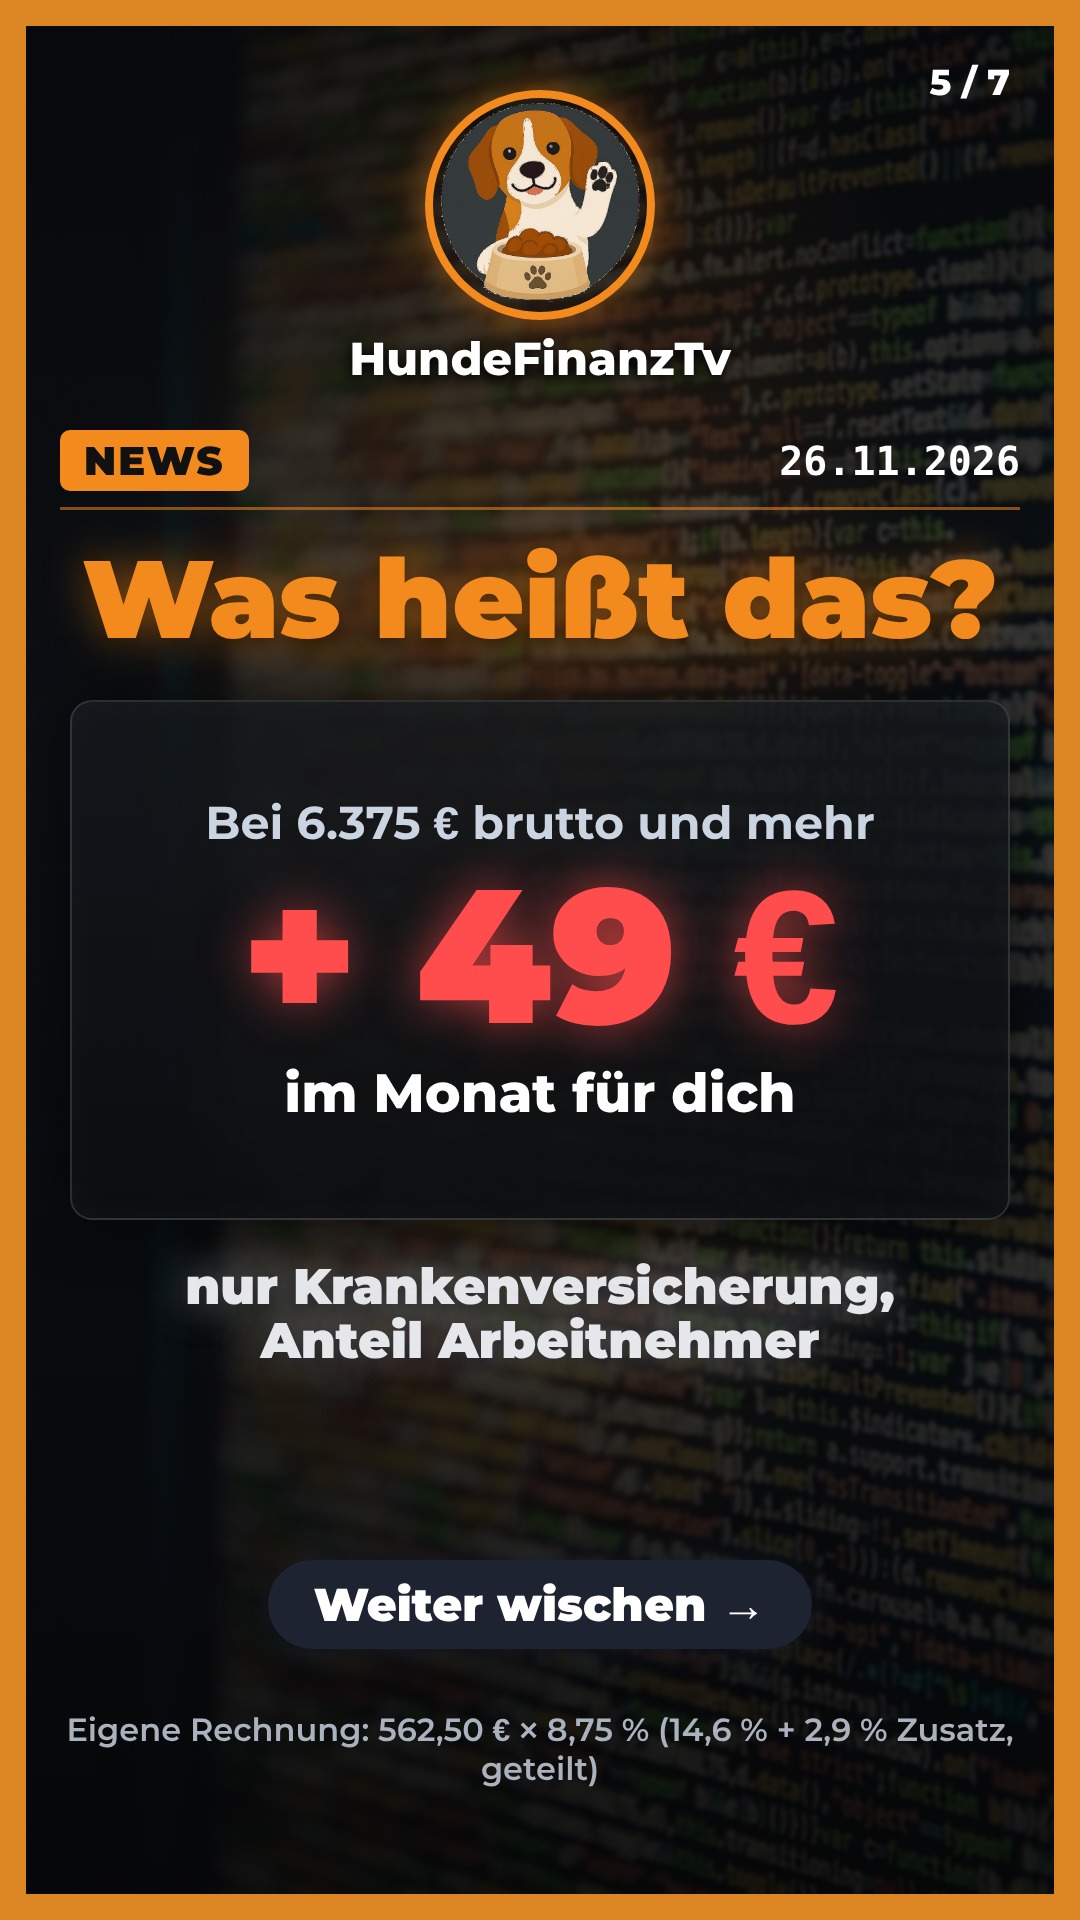 5 / 7
HundeFinanzTv
NEWS
26.11.2026
Was heißt das?
Bei 6.375 € brutto und mehr
+ 49 €
im Monat für dich
nur Krankenversicherung,
Anteil Arbeitnehmer
Weiter wischen →
Eigene Rechnung: 562,50 € × 8,75 % (14,6 % + 2,9 % Zusatz,
geteilt)